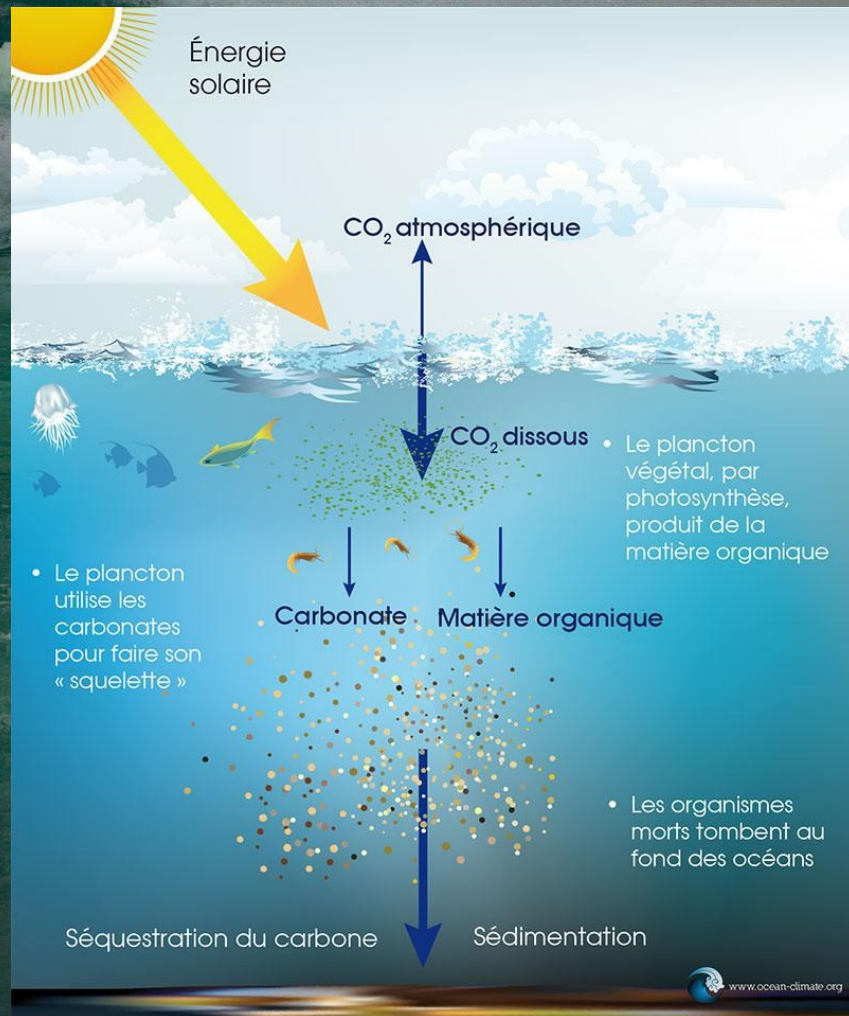 Énergie
solaire
CO₂ atmosphérique
CO₂ dissous
• Le plancton
végétal, par
photosynthèse,
produit de la
matière organique
• Le plancton
utilise les
carbonates
pour faire son
« squelette »
Carbonate
Matière organique
• Les organismes
morts tombent au
fond des océans
Séquestration du carbone
Sédimentation
www.ocean-climate.org